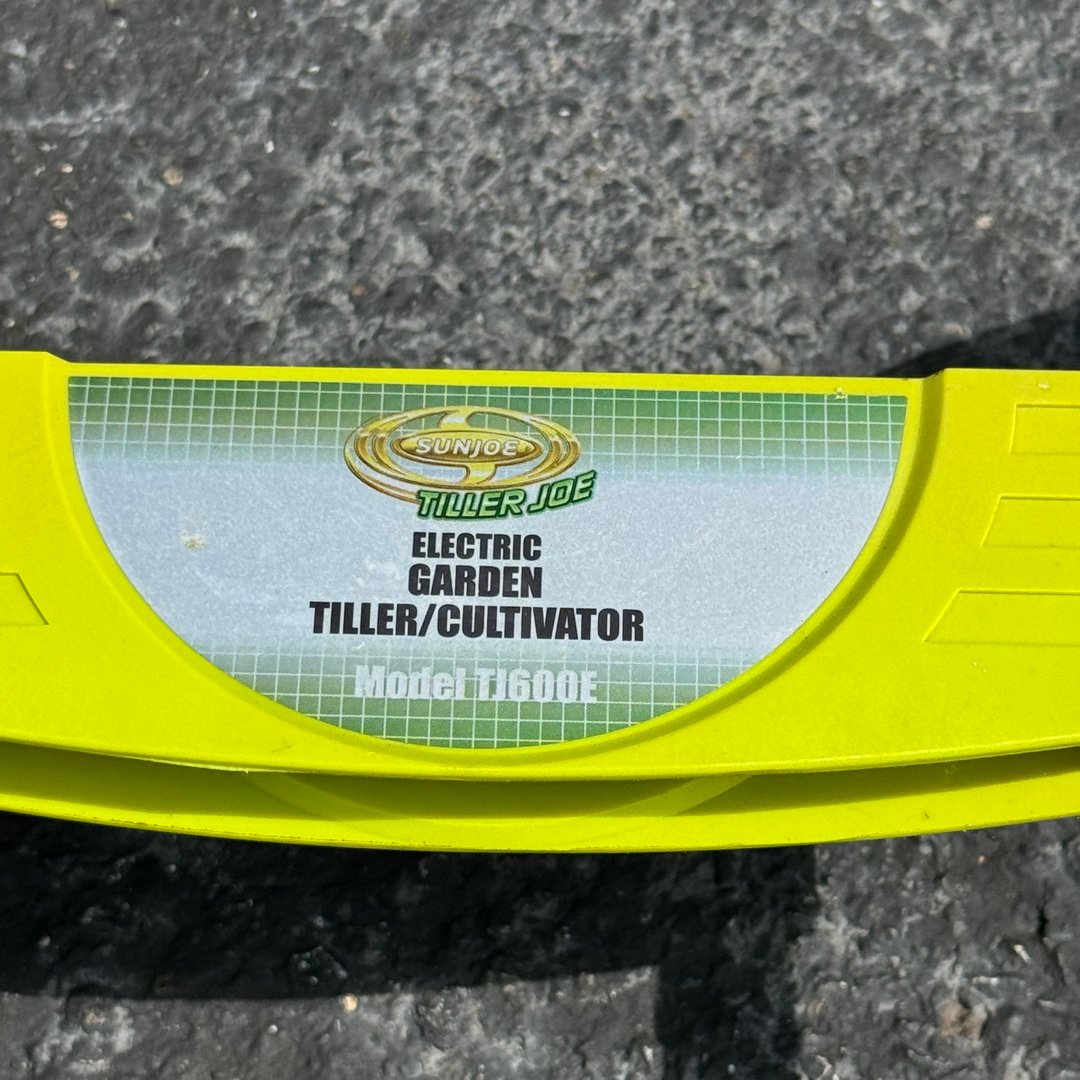 SUNJOE
TILLER JOE
ELECTRIC
GARDEN
TILLER/CULTIVATOR
Model TJ600E